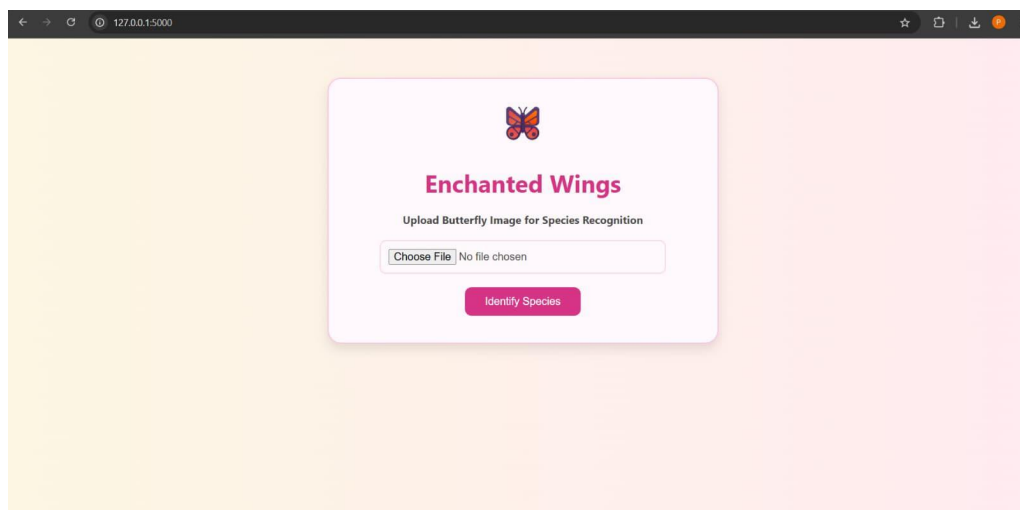 127.0.0.1:5000
P
Enchanted Wings
Upload Butterfly Image for Species Recognition
Choose File No file chosen
Identify Species